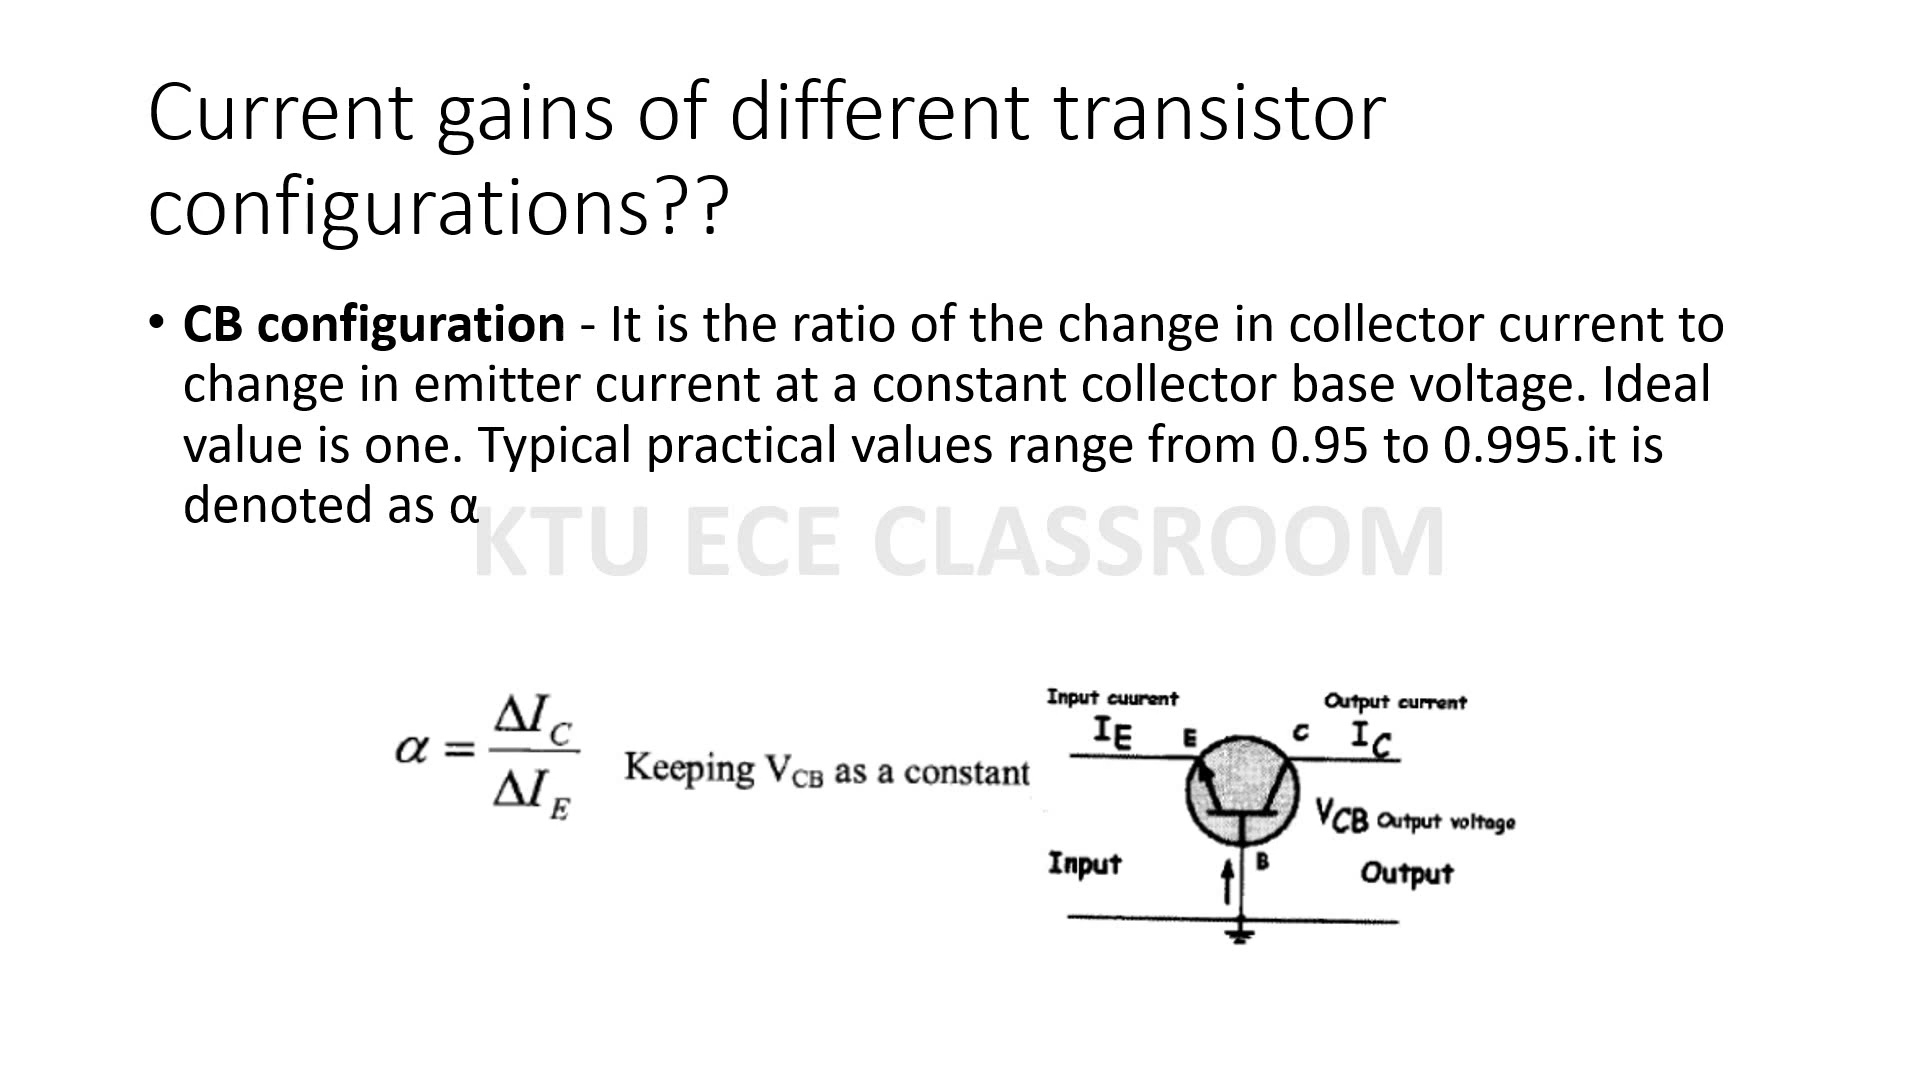 Current gains of different transistor
configurations??
• CB configuration - It is the ratio of the change in collector current to
change in emitter current at a constant collector base voltage. Ideal
value is one. Typical practical values range from 0.95 to 0.995.it is
denoted as α
KTU ECE CLASSROOM
α = ΔI_C / ΔI_E
Keeping V_CB as a constant
Input cuurent
I_E
E
C
Output current
I_C
V_CB Output voltage
Input
B
Output